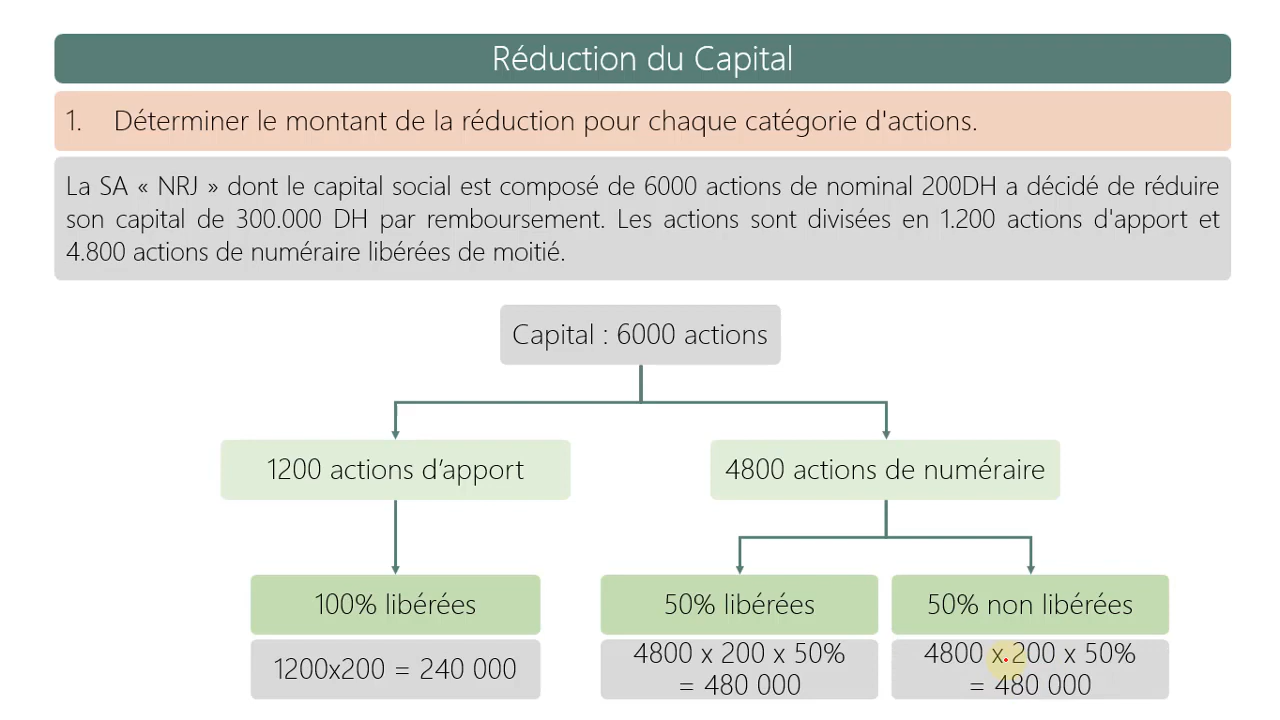 Réduction du Capital
1. Déterminer le montant de la réduction pour chaque catégorie d'actions.
La SA « NRJ » dont le capital social est composé de 6000 actions de nominal 200DH a décidé de réduire
son capital de 300.000 DH par remboursement. Les actions sont divisées en 1.200 actions d'apport et
4.800 actions de numéraire libérées de moitié.
Capital : 6000 actions
1200 actions d’apport
4800 actions de numéraire
100% libérées
50% libérées
50% non libérées
1200x200 = 240 000
4800 x 200 x 50%
= 480 000
4800 x 200 x 50%
= 480 000